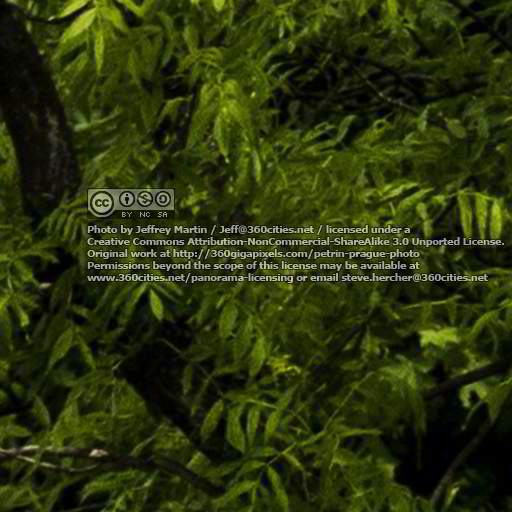 cc BY NC SA
Photo by Jeffrey Martin / Jeff@360cities.net / licensed under a
Creative Commons Attribution-NonCommercial-ShareAlike 3.0 Unported License.
Original work at http://360gigapixels.com/petrin-prague-photo
Permissions beyond the scope of this license may be available at
www.360cities.net/panorama-licensing or email steve.hercher@360cities.net